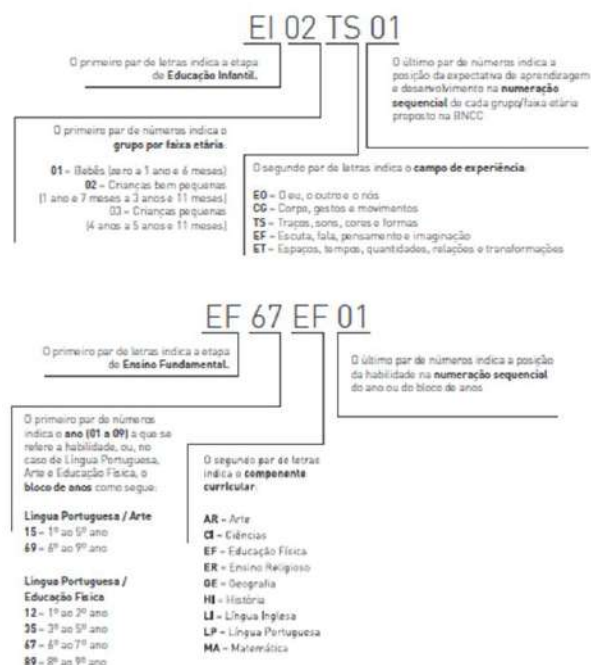 EI 02 TS 01
O primeiro par de letras indica a etapa
de Educação Infantil.
O último par de números indica a
posição da expectativa de aprendizagem
e desenvolvimento na numeração
sequencial de cada grupo/faixa etária
proposto na BNCC
O primeiro par de números indica o
grupo por faixa etária:
01 – Bebês (zero a 1 ano e 6 meses)
02 – Crianças bem pequenas
(1 ano e 7 meses a 3 anos e 11 meses)
03 – Crianças pequenas
(4 anos a 5 anos e 11 meses)
O segundo par de letras indica o campo de experiência:
EO – O eu, o outro e o nós
CG – Corpo, gestos e movimentos
TS – Traços, sons, cores e formas
EF – Escuta, fala, pensamento e imaginação
ET – Espaços, tempos, quantidades, relações e transformações
EF 67 EF 01
O primeiro par de letras indica a etapa
do Ensino Fundamental.
O último par de números indica a posição
da habilidade na numeração sequencial
do ano ou do bloco de anos
O primeiro par de números
indica o ano (01 a 09) a que se
refere a habilidade, ou, no
caso de Língua Portuguesa,
Arte e Educação Física, o
bloco de anos como segue:
Língua Portuguesa / Arte
15 – 1º ao 5º ano
69 – 6º ao 9º ano
Língua Portuguesa /
Educação Física
12 – 1º ao 2º ano
35 – 3º ao 5º ano
67 – 6º ao 7º ano
89 – 8º ao 9º ano
O segundo par de letras
indica o componente
curricular:
AR – Arte
CI – Ciências
EF – Educação Física
ER – Ensino Religioso
GE – Geografia
HI – História
LI – Língua Inglesa
LP – Língua Portuguesa
MA – Matemática